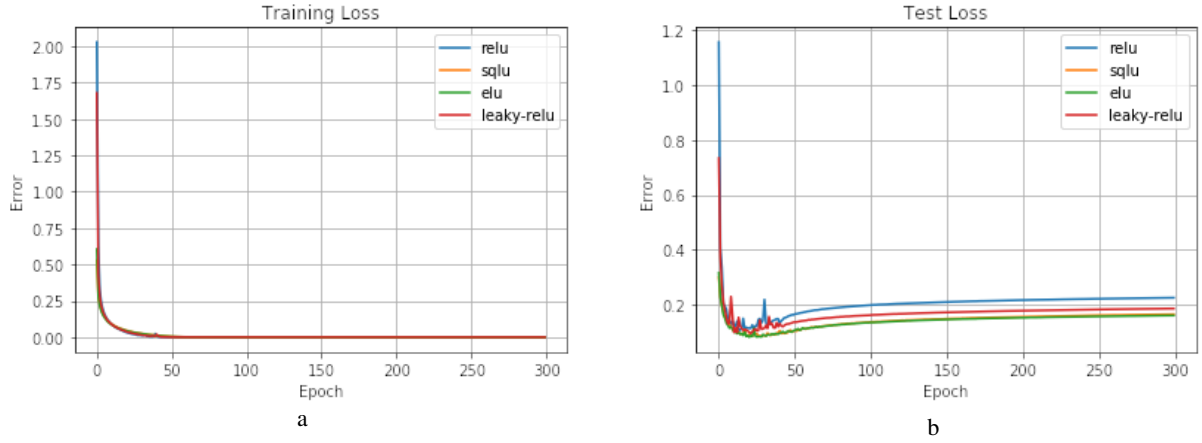 Training Loss
2.00
1.75
1.50
1.25
1.00
0.75
0.50
0.25
0.00
Error
relu
sqlu
elu
leaky-relu
0 50 100 150 200 250 300
Epoch
a
Test Loss
1.2
1.0
0.8
0.6
0.4
0.2
Error
relu
sqlu
elu
leaky-relu
0 50 100 150 200 250 300
Epoch
b